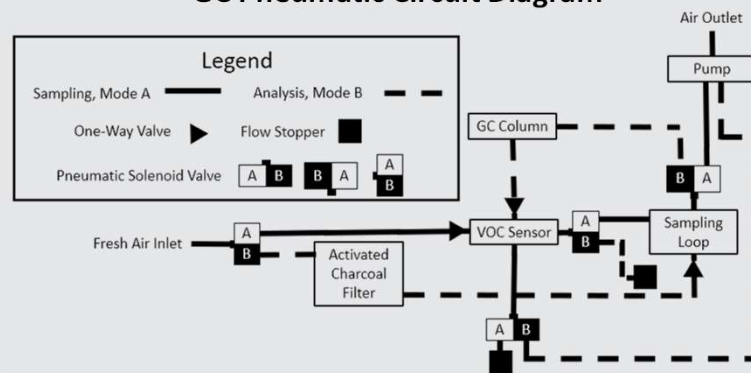 Air Outlet
Legend
Pump
Sampling, Mode A
Analysis, Mode B
GC Column
One-Way Valve
Flow Stopper
A
B
B A
Pneumatic Solenoid Valve
A B
B A
B A
Sampling
Loop
A
B
VOC Sensor
A
B
Fresh Air Inlet
Activated
Charcoal
Filter
A B